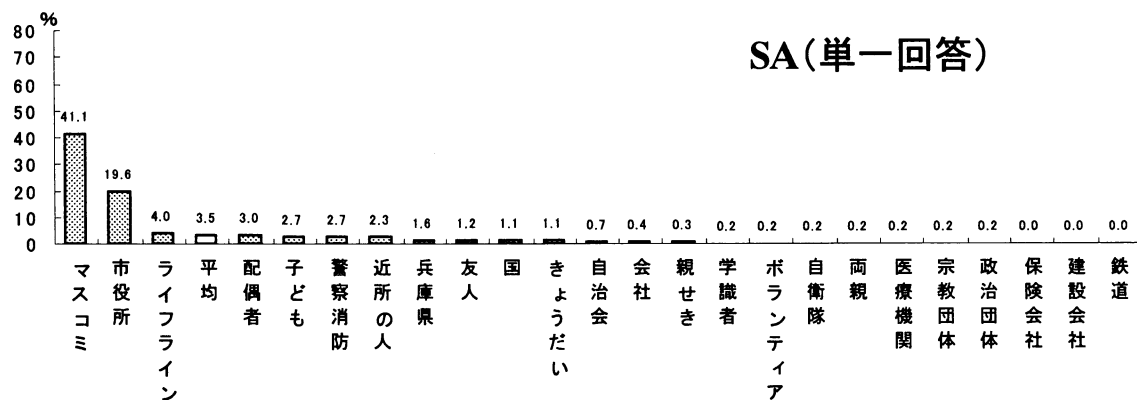 %
SA(単一回答)
80
70
60
50
40
30
20
10
0
41.1
19.6
4.0
3.5
3.0
2.7
2.7
2.3
1.6
1.2
1.1
1.1
0.7
0.4
0.3
0.2
0.2
0.2
0.2
0.2
0.2
0.2
0.0
0.0
0.0
マスコミ
市役所
ライフライン
平均
配偶者
子ども
警察消防
近所の人
兵庫県
友人
国
きょうだい
自治会
会社
親せき
学識者
ボランティア
自衛隊
両親
医療機関
宗教団体
政治団体
保険会社
建設会社
鉄道